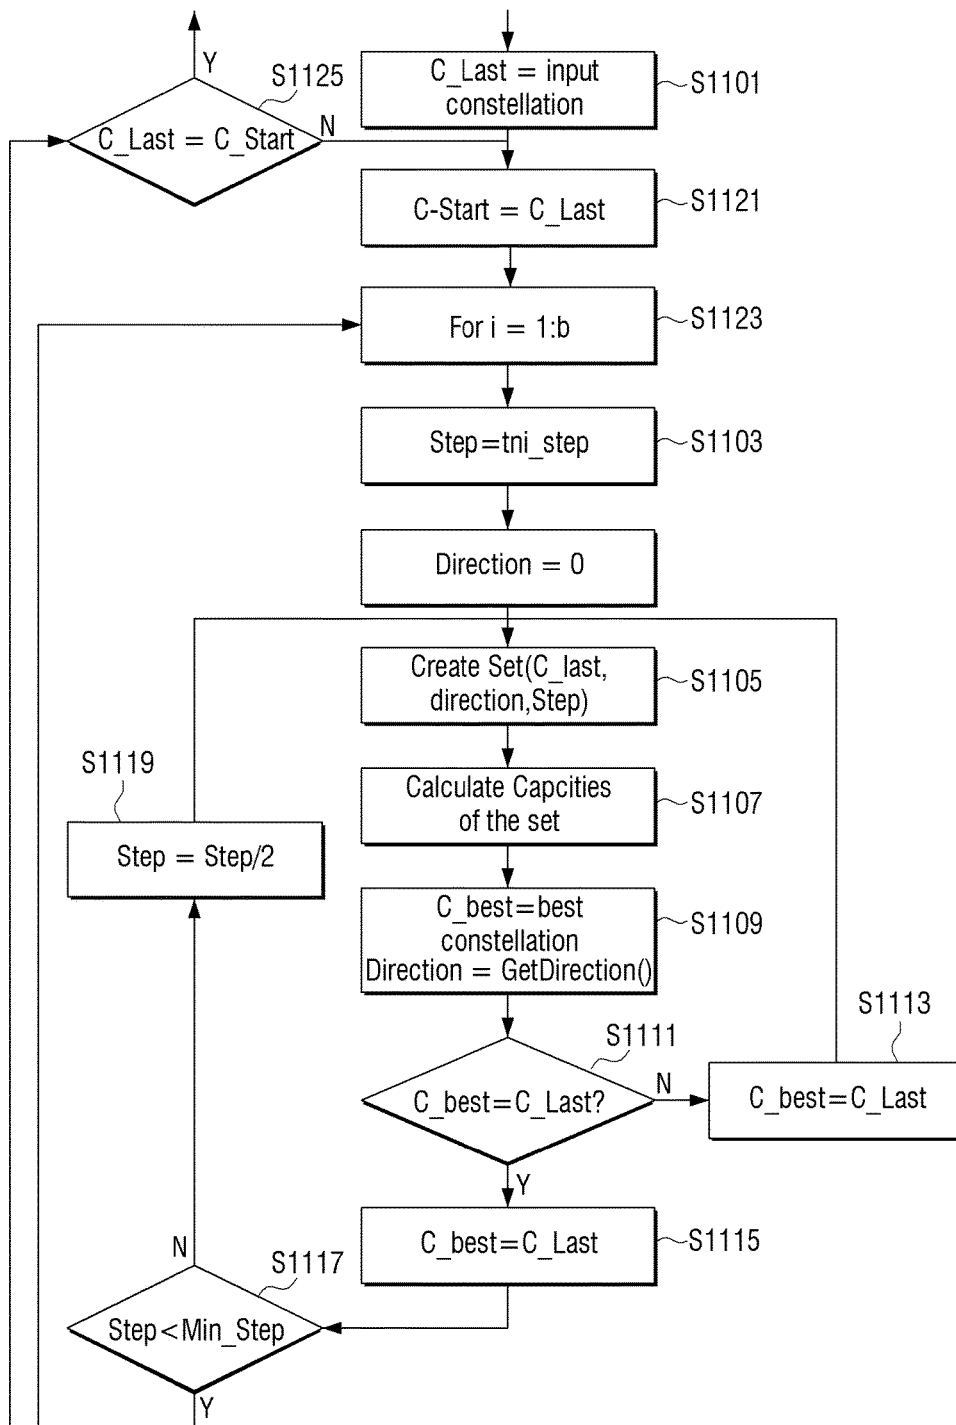 Y
S1125
C_Last = C_Start
N
C_Last = input
constellation
S1101
C-Start = C_Last
S1121
For i = 1:b
S1123
Step=tni_step
S1103
Direction = 0
Create Set(C_last,
direction,Step)
S1105
S1119
Step = Step/2
Calculate Capcities
of the set
S1107
C_best=best
constellation
Direction = GetDirection()
S1109
S1111
C_best=C_Last?
N
S1113
C_best=C_Last
Y
C_best=C_Last
S1115
N
S1117
Step<Min_Step
Y